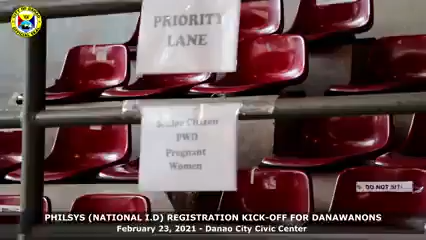 PRIORITY
LANE
Senior Citizen
PWD
Pregnant
Women
DO NOT SIT
PHILSYS (NATIONAL I.D) REGISTRATION KICK-OFF FOR DANAWANONS
February 23, 2021 - Danao City Civic Center